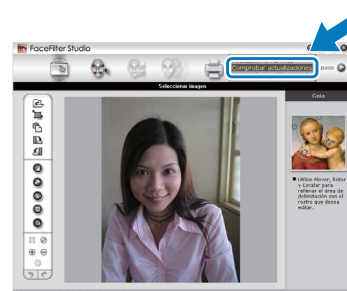 FaceFilter Studio
Comprobar actualizaciones
paso
Seleccionar imagen
Guía
Utilice Mover, Rotar
y Escalar para
rellenar el área de
delimitación con el
rostro que desea
editar.